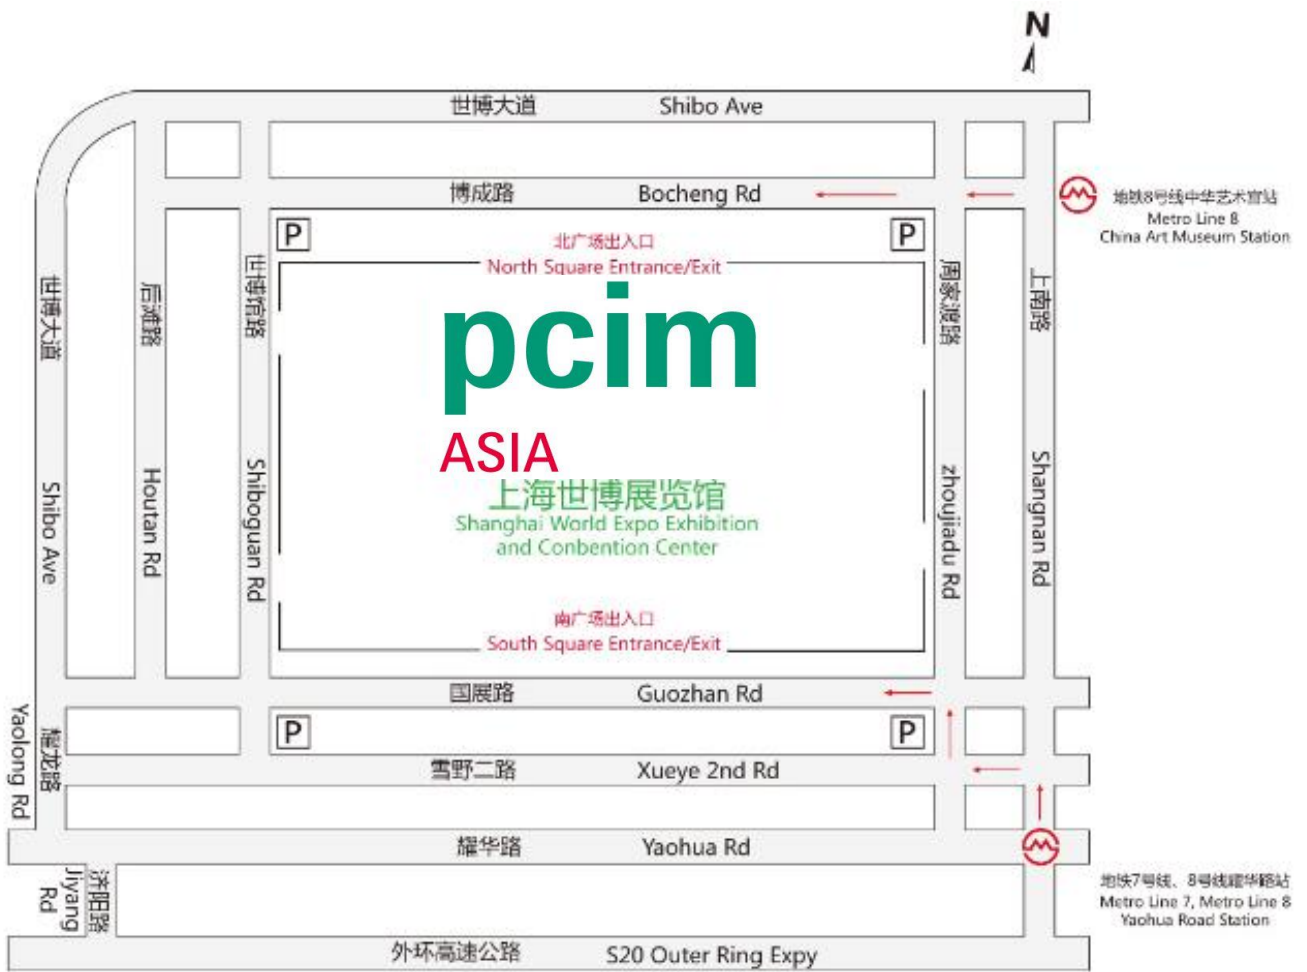 N
世博大道 Shibo Ave
博成路 Bocheng Rd
地铁8号线中华艺术宫站
Metro Line 8
China Art Museum Station
P
P
北广场出入口
North Square Entrance/Exit
世博大道
Shibo Ave
后滩路
Houtan Rd
世博馆路
Shiboguan Rd
pcim
ASIA
上海世博展览馆
Shanghai World Expo Exhibition
and Conbention Center
周家渡路
zhoujiadu Rd
上南路
Shangnan Rd
南广场出入口
South Square Entrance/Exit
国展路 Guozhan Rd
P
P
Yaolong Rd
耀龙路
雪野二路 Xueye 2nd Rd
耀华路 Yaohua Rd
地铁7号线、8号线耀华路站
Metro Line 7, Metro Line 8
Yaohua Road Station
济阳路
Jiyang
Rd
外环高速公路 S20 Outer Ring Expy